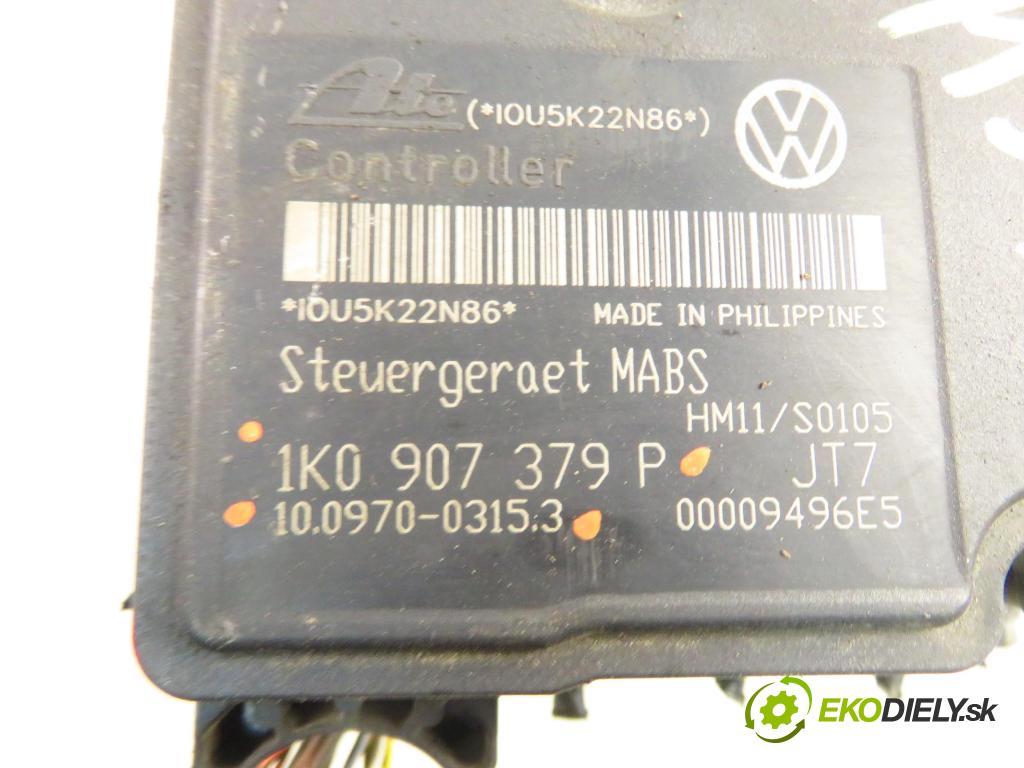 Ate (*IOU5K22N86*)
Controller
*IOU5K22N86* MADE IN PHILIPPINES
Steuergeraet MABS
HM11/S0105
1K0 907 379 P JT7
10.0970-0315.3 00009496E5
EKODIELY.sk